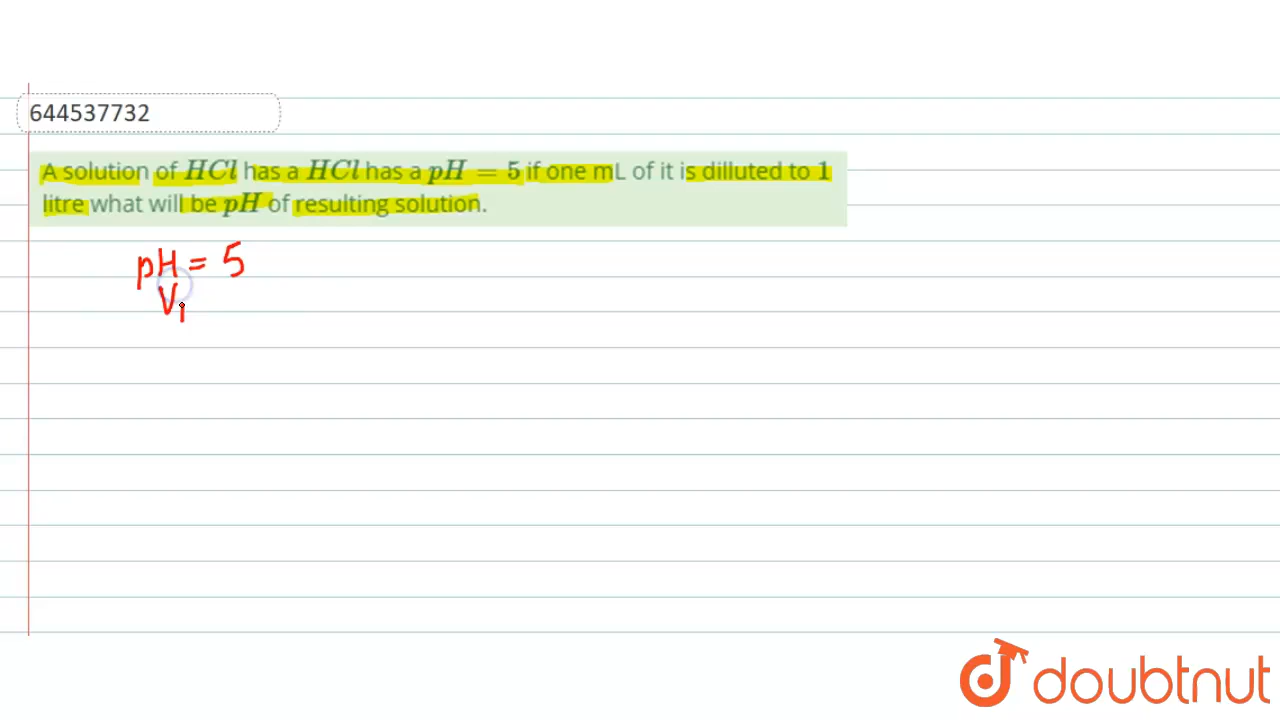 644537732
A solution of HCl has a HCl has a pH = 5 if one mL of it is dilluted to 1
litre what will be pH of resulting solution.
pH = 5
V1
doubtnut